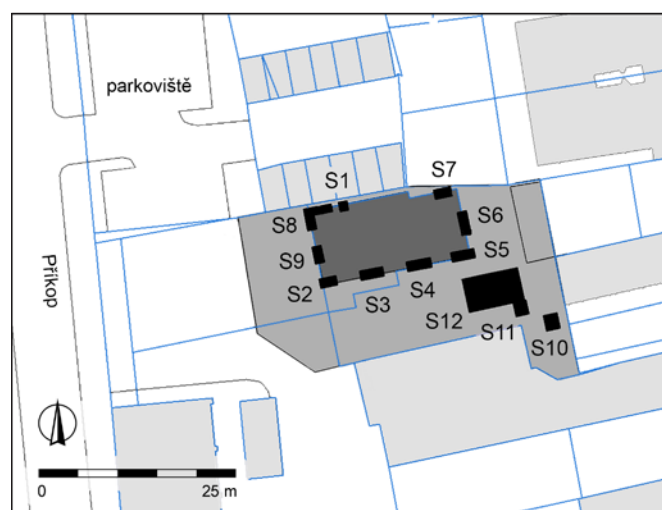 parkoviště
S7
S1
S8
S6
S9
S5
Příkop
S2
S3
S4
S12
S11
S10
0
25 m